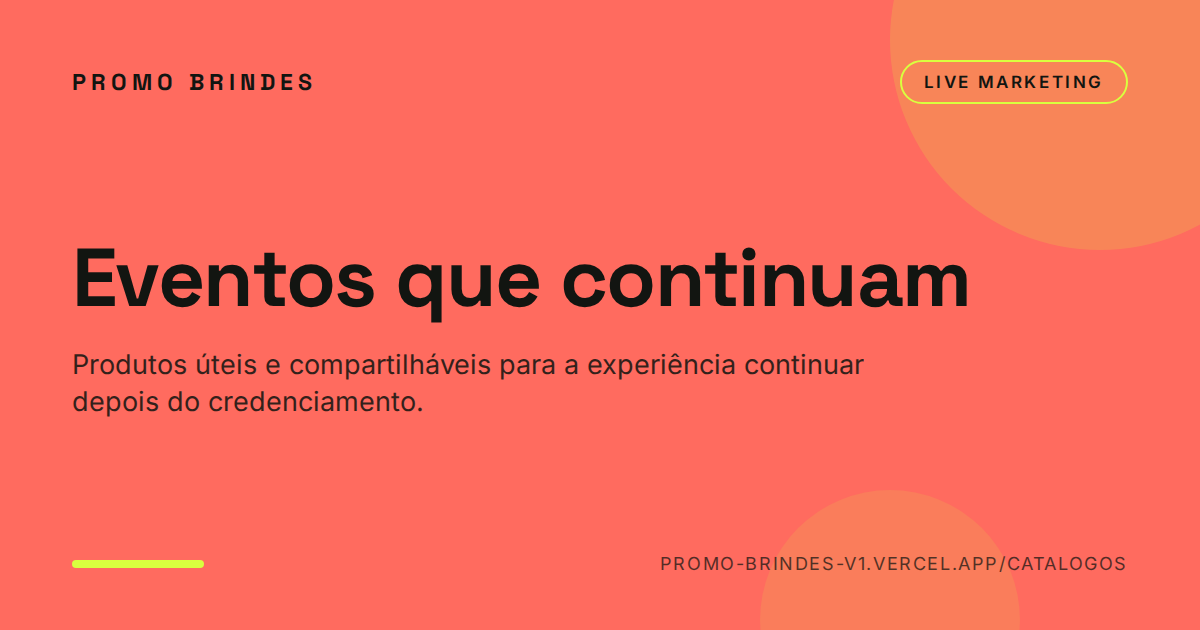 PROMO BRINDES
LIVE MARKETING
Eventos que continuam
Produtos úteis e compartilháveis para a experiência continuar
depois do credenciamento.
PROMO-BRINDES-V1.VERCEL.APP/CATALOGOS